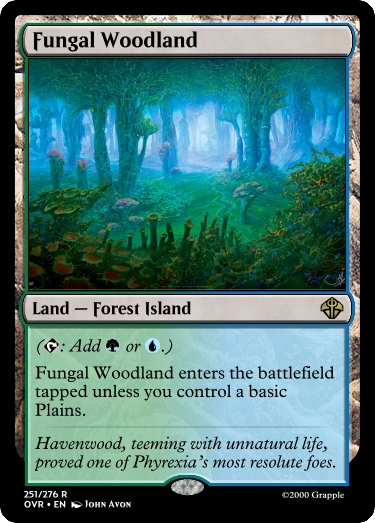 Fungal Woodland
Land — Forest Island
(: Add  or .)
Fungal Woodland enters the battlefield
tapped unless you control a basic
Plains.
Havenwood, teeming with unnatural life,
proved one of Phyrexia's most resolute foes.
251/276 R
OVR • EN John Avon
©2000 Grapple